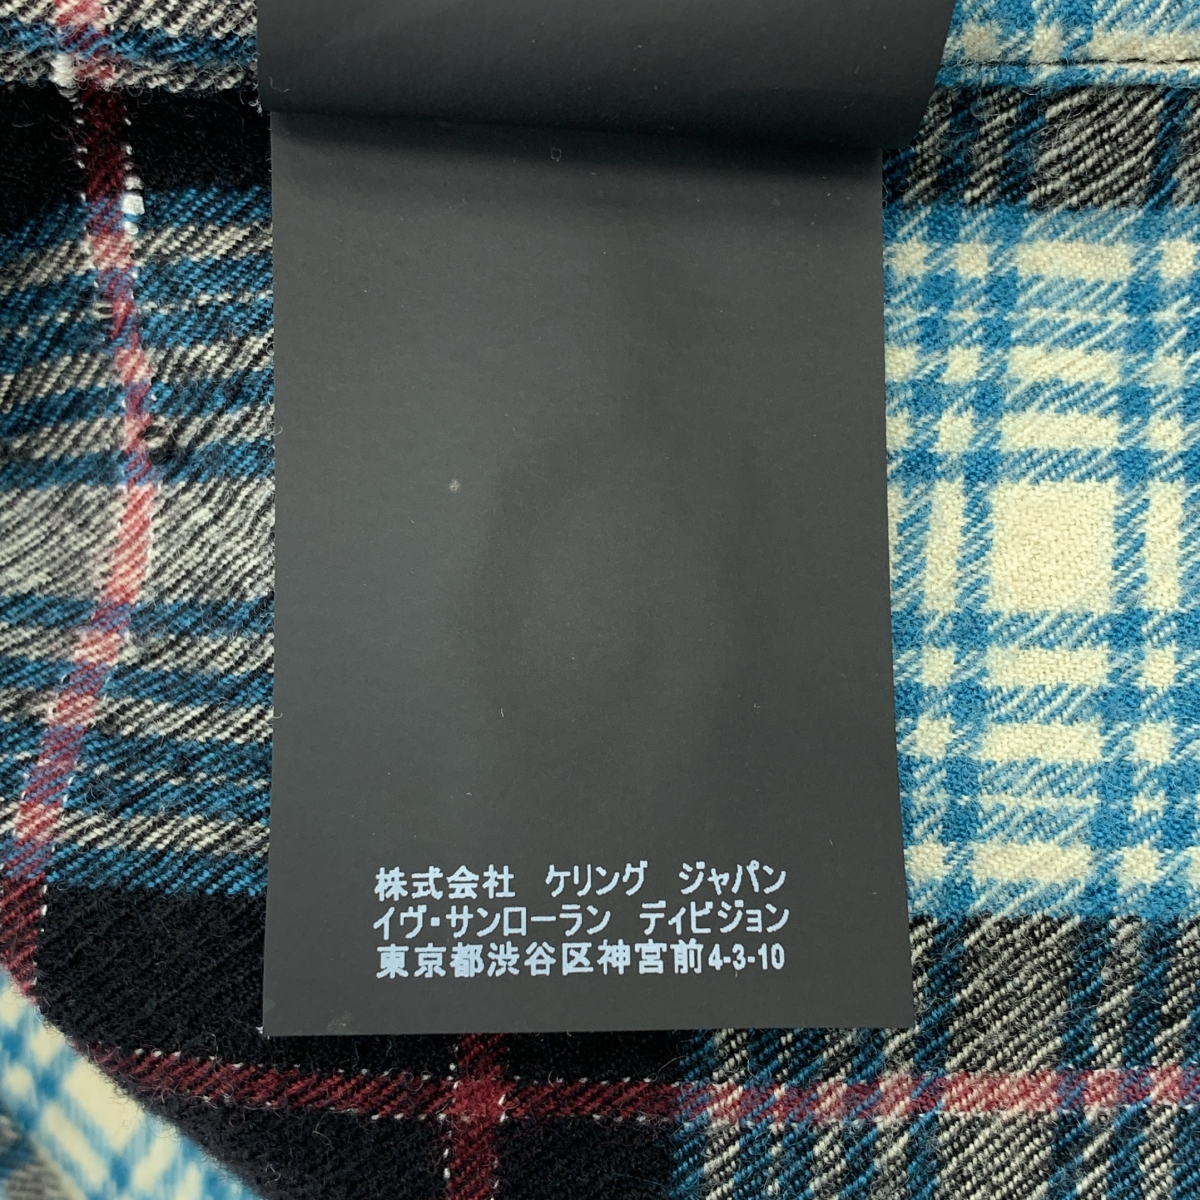 株式会社 ケリング ジャパン
イヴ・サンローラン ディビジョン
東京都渋谷区神宮前4-3-10